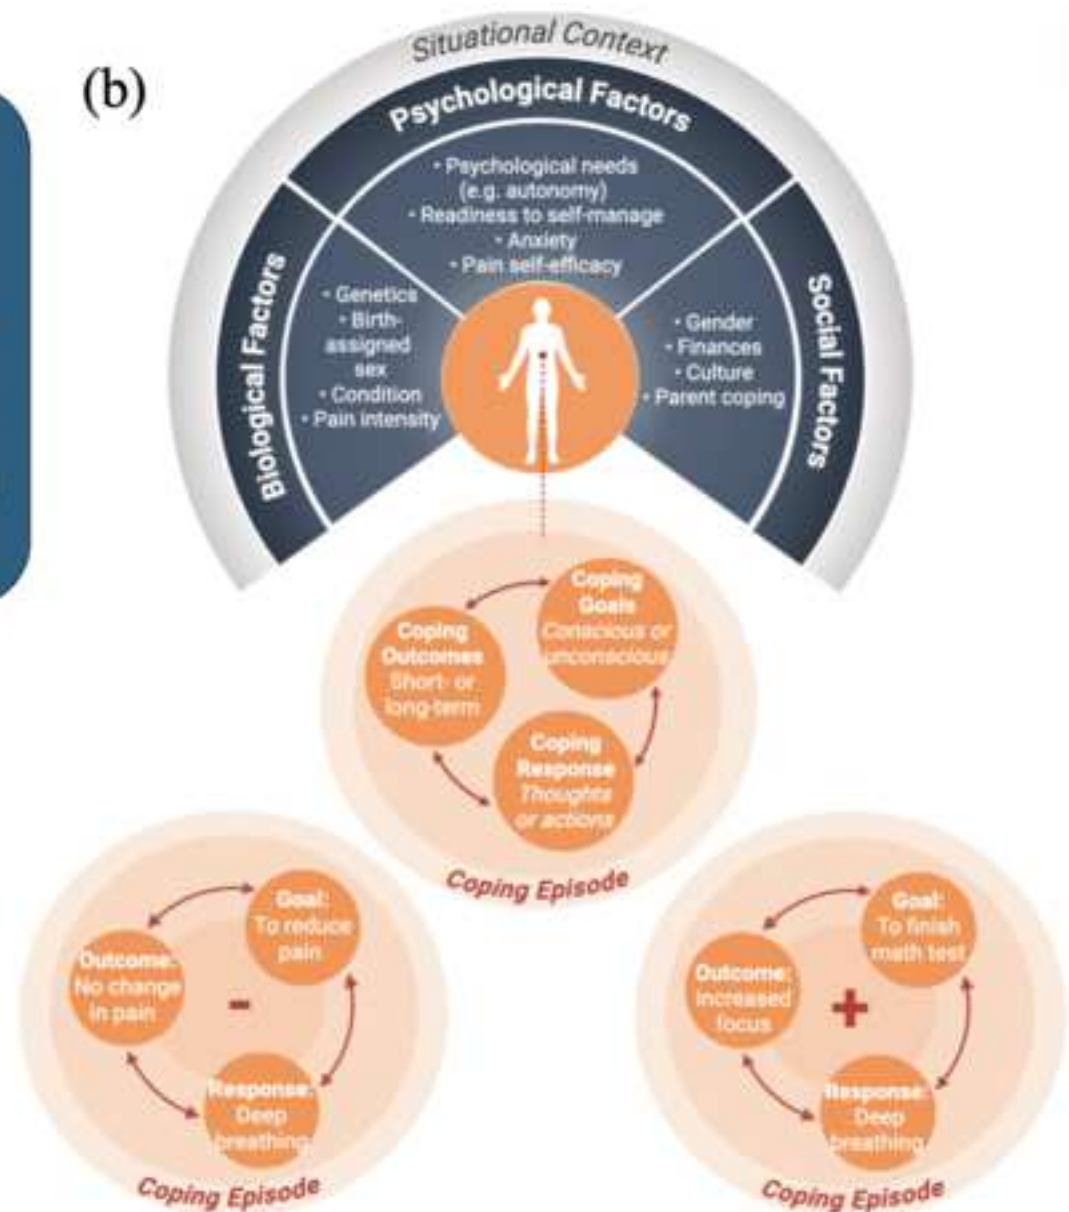 (b)
Situational Context
Psychological Factors
• Psychological needs
(e.g. autonomy)
• Readiness to self-manage
• Anxiety
• Pain self-efficacy
Biological Factors
• Genetics
• Birth-
assigned
sex
• Condition
• Pain intensity
Social Factors
• Gender
• Finances
• Culture
• Parent coping
Coping
Goals
Conscious or
unconscious
Coping
Outcomes
Short- or
long-term
Coping
Response
Thoughts
or actions
Coping Episode
Goal:
To reduce
pain
Outcome:
No change
in pain
-
Response:
Deep
breathing
Coping Episode
Goal:
To finish
math test
Outcome:
Increased
focus
+
Response:
Deep
breathing
Coping Episode